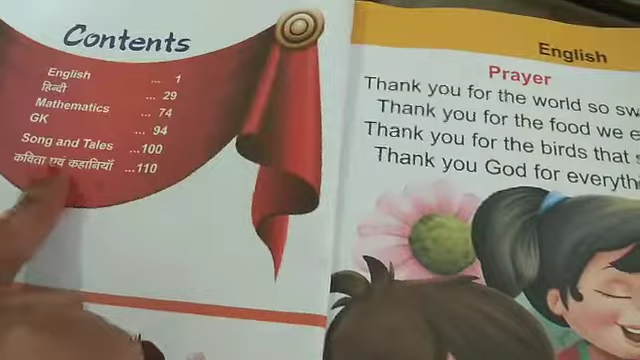 Contents
English ... 1
हिन्दी ... 29
Mathematics ... 74
GK ... 94
Song and Tales ...100
कविता एवं कहानियाँ ...110
English
Prayer
Thank you for the world so
Thank you for the food we
Thank you for the birds that
Thank you God for